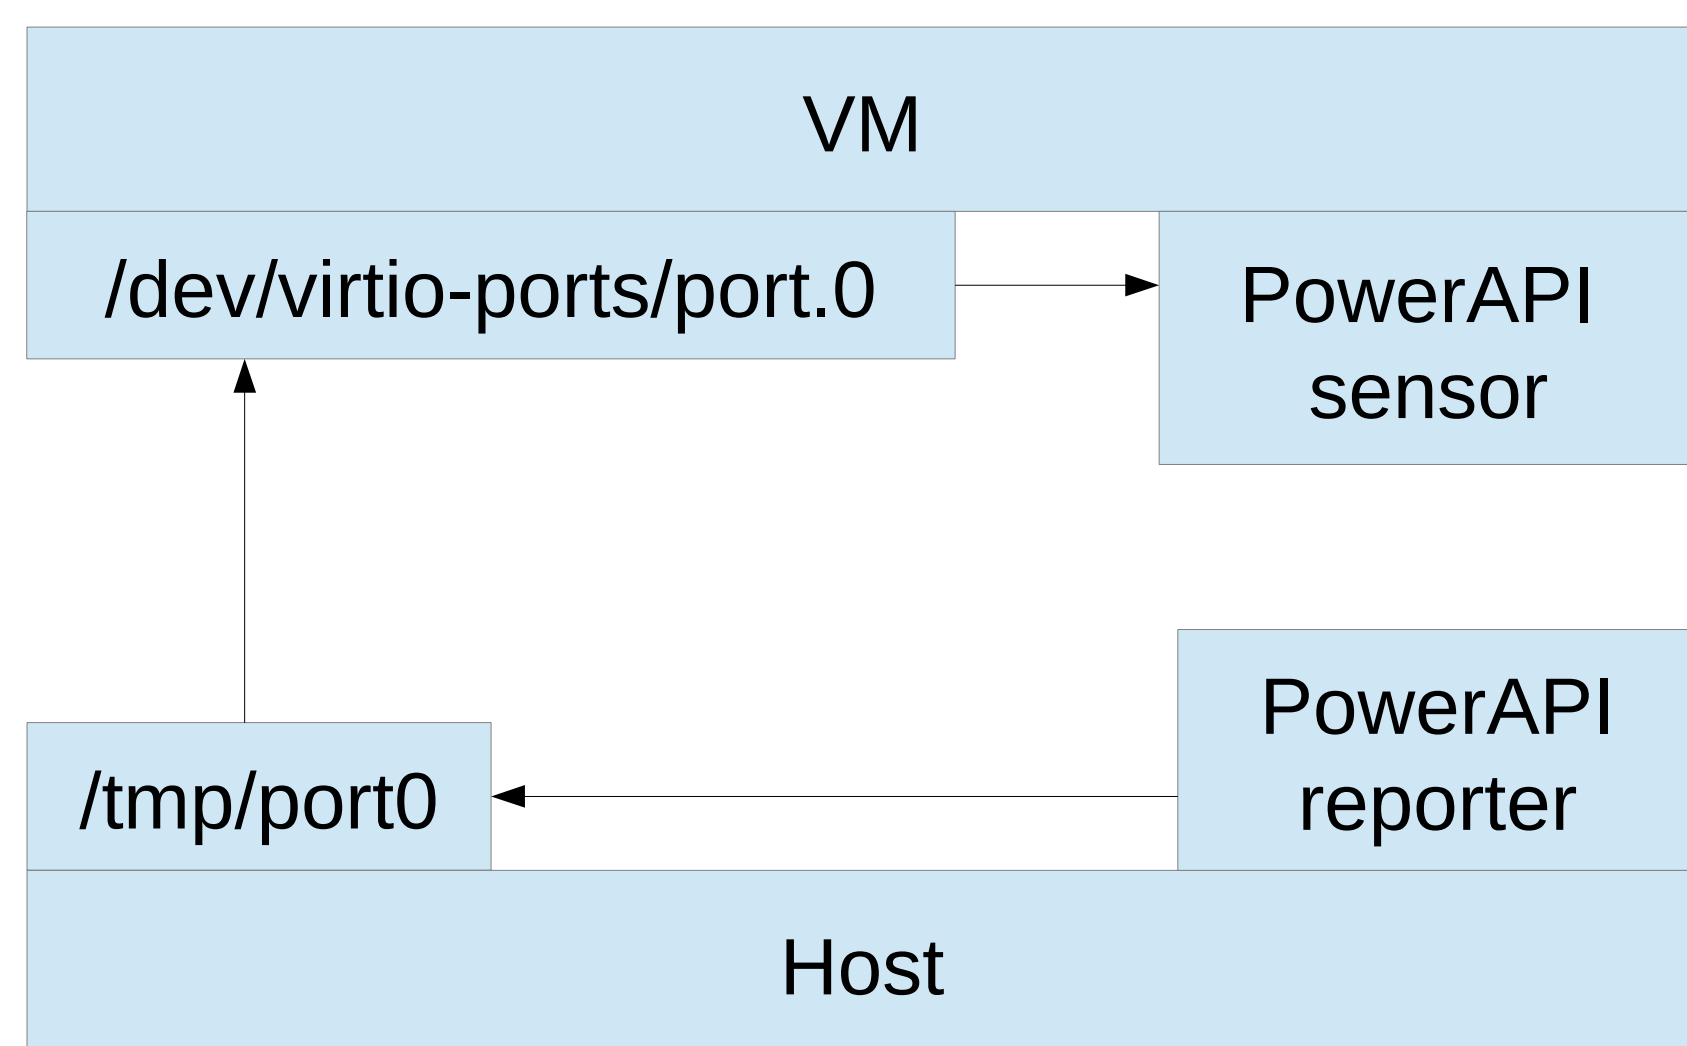 VM
/dev/virtio-ports/port.0
PowerAPI
sensor
PowerAPI
reporter
/tmp/port0
Host